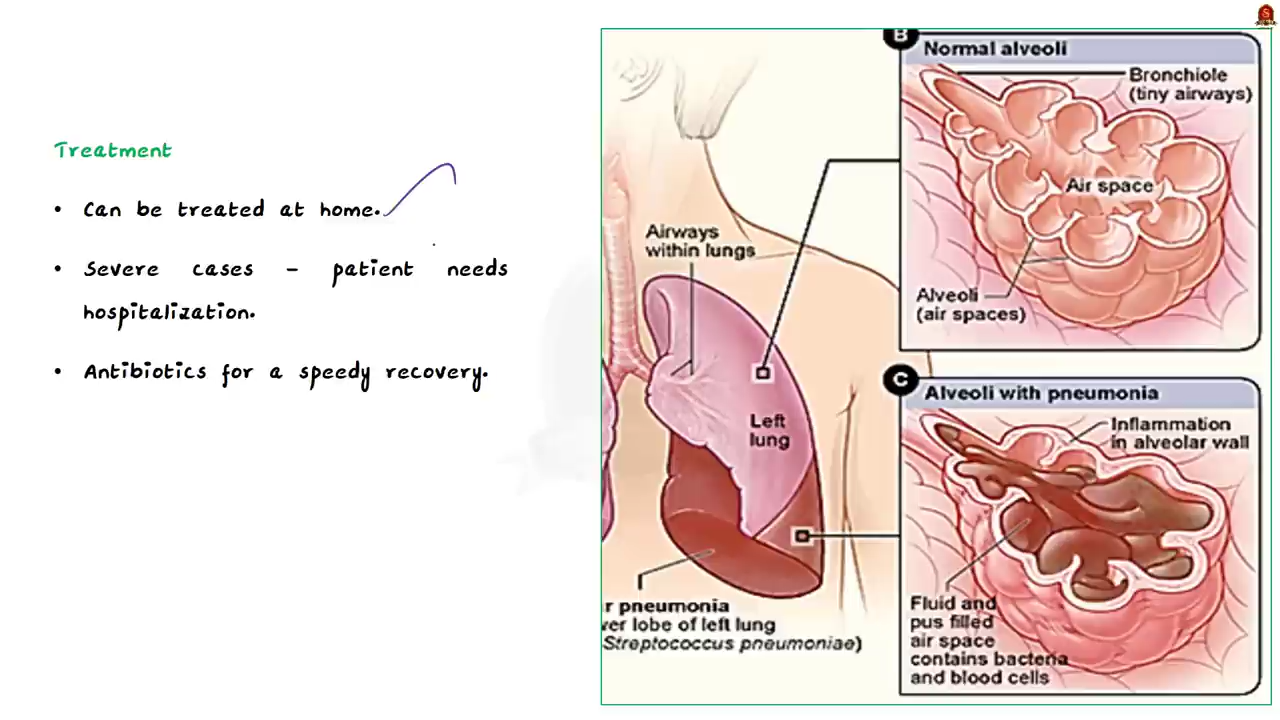 Treatment
• Can be treated at home.
• Severe cases – patient needs
hospitalization.
• Antibiotics for a speedy recovery.
B
Normal alveoli
Bronchiole
(tiny airways)
Air space
Alveoli
(air spaces)
Airways
within lungs
Left
lung
r pneumonia
ver lobe of left lung
Streptococcus pneumoniae)
C
Alveoli with pneumonia
Inflammation
in alveolar wall
Fluid and
pus filled
air space
contains bacteria
and blood cells